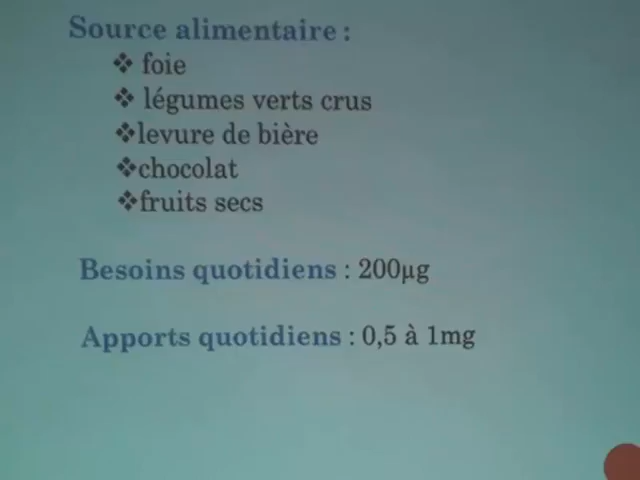 Source alimentaire :
❖ foie
❖ légumes verts crus
❖levure de bière
❖chocolat
❖fruits secs
Besoins quotidiens : 200µg
Apports quotidiens : 0,5 à 1mg